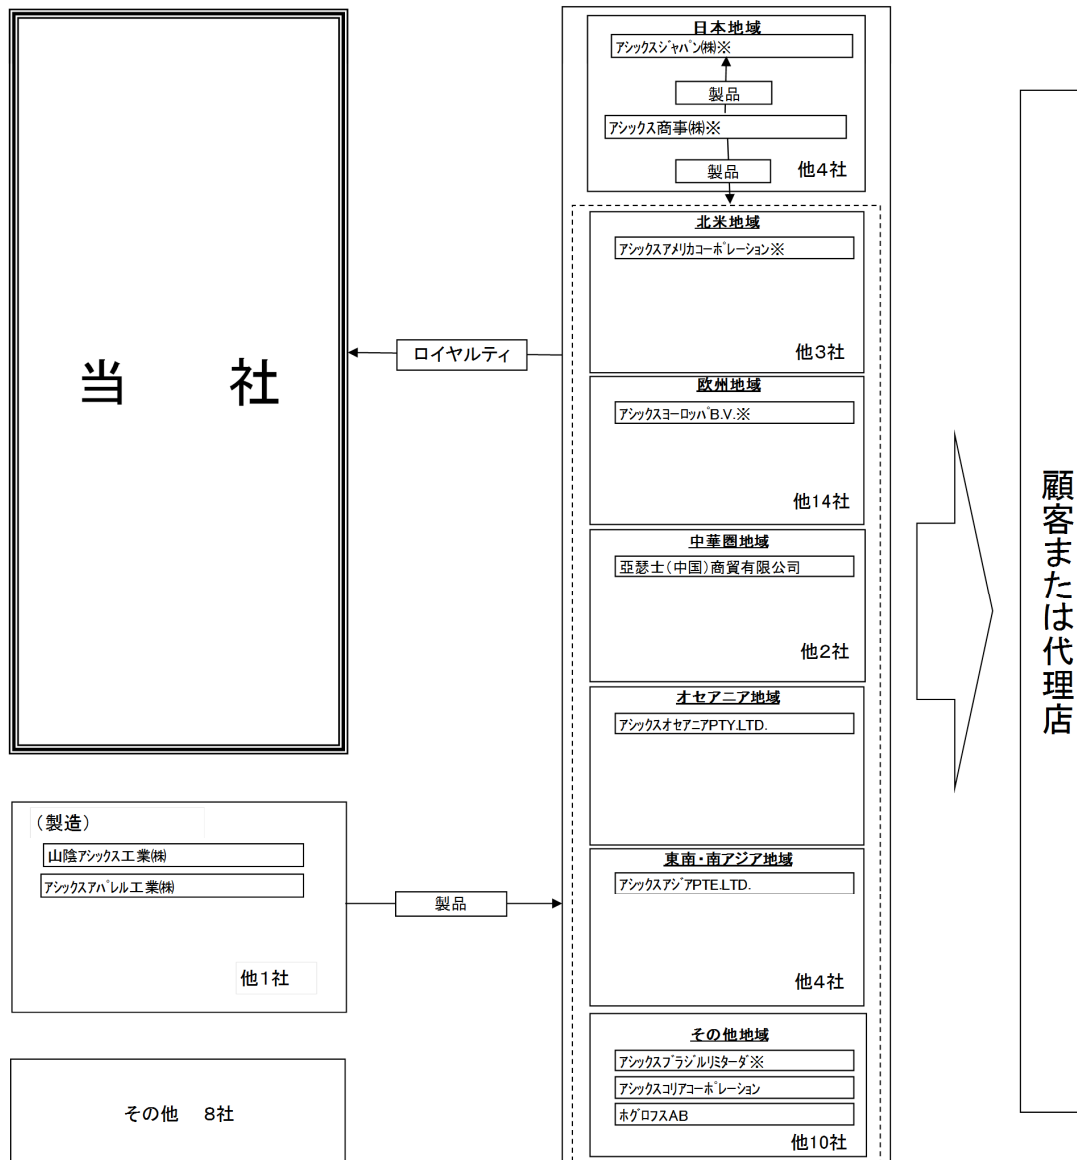 当　社
(製造)
山陰アシックス工業㈱
アシックスアパレル工業㈱
他1社
その他　8社
ロイヤルティ
製品
日本地域
アシックスジャパン㈱※
製品
アシックス商事㈱※
製品
他4社
北米地域
アシックスアメリカコーポレーション※
他3社
欧州地域
アシックスヨーロッパB.V.※
他14社
中華圏地域
亞瑟士(中国)商貿有限公司
他2社
オセアニア地域
アシックスオセアニアPTY.LTD.
東南・南アジア地域
アシックスアジアPTE.LTD.
他4社
その他地域
アシックスブラジルリミターダ※
アシックスコリアコーポレーション
ホグロフスAB
他10社
顧客または代理店